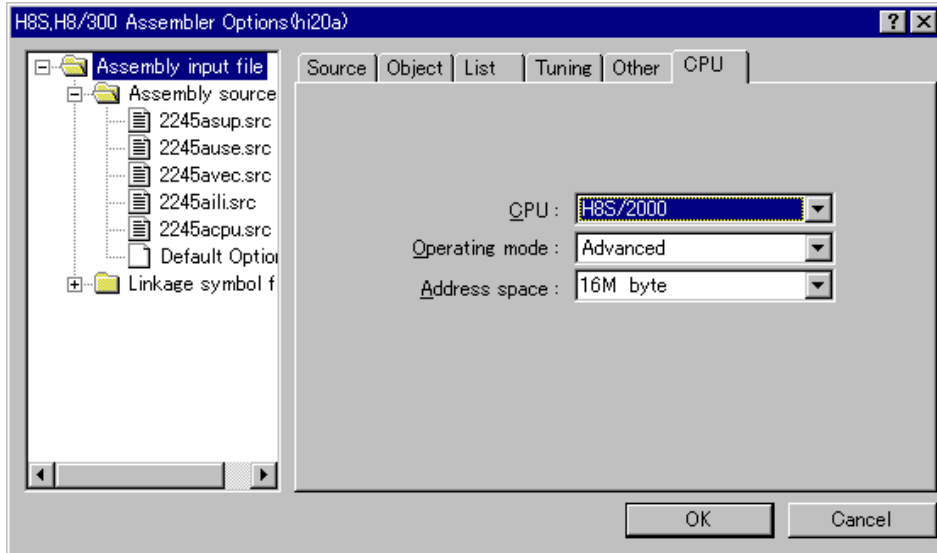 H8S,H8/300 Assembler Options(hi20a)
Assembly input file
Assembly source
2245asup.src
2245ause.src
2245avec.src
2245aili.src
2245acpu.src
Default Option
Linkage symbol f
Source Object List Tuning Other CPU
CPU : H8S/2000
Operating mode : Advanced
Address space : 16M byte
OK Cancel